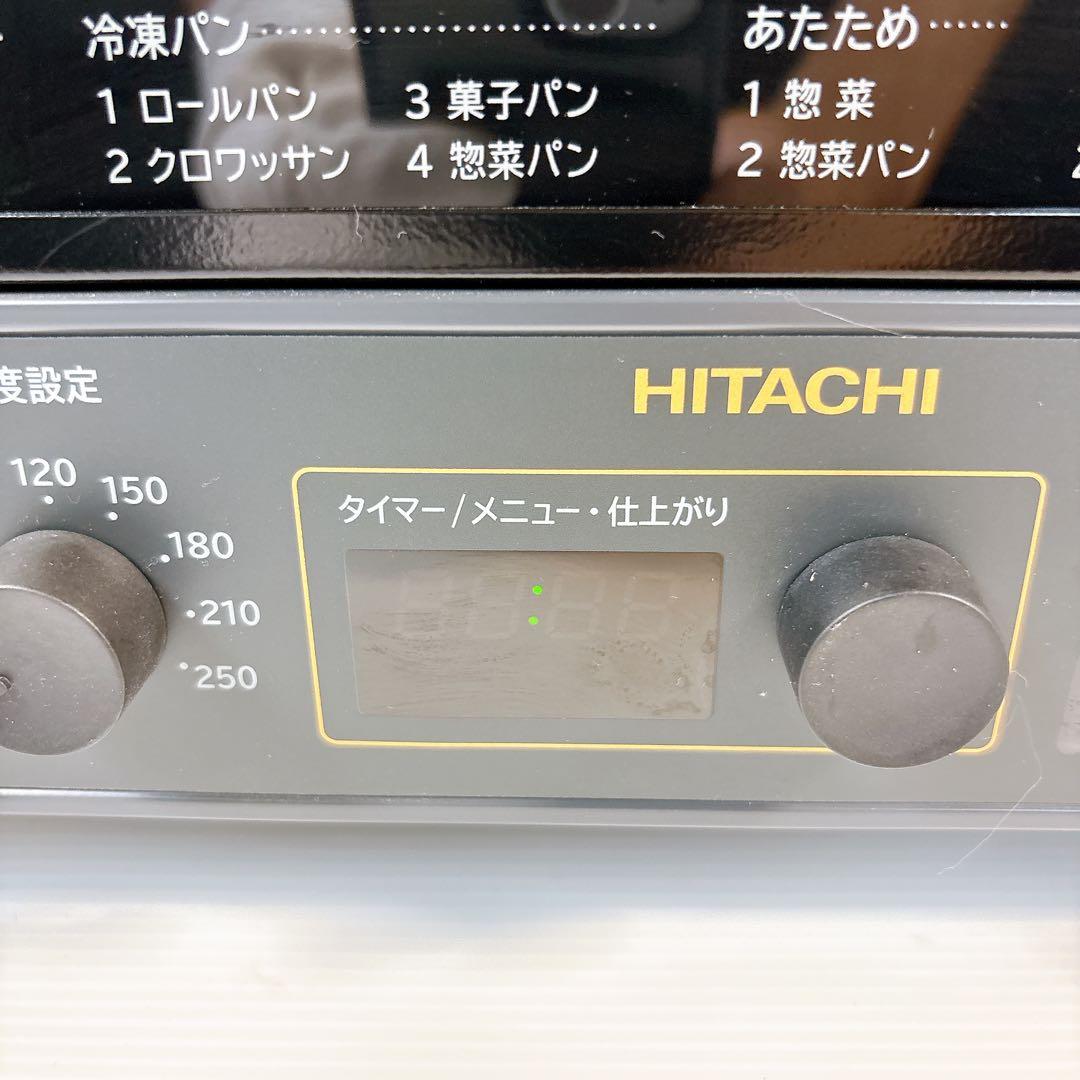 冷凍パン
1 ロールパン 3 菓子パン
2 クロワッサン 4 惣菜パン
あたため
1 惣菜
2 惣菜パン
度設定
HITACHI
120
150
180
210
250
タイマー/メニュー・仕上がり
: